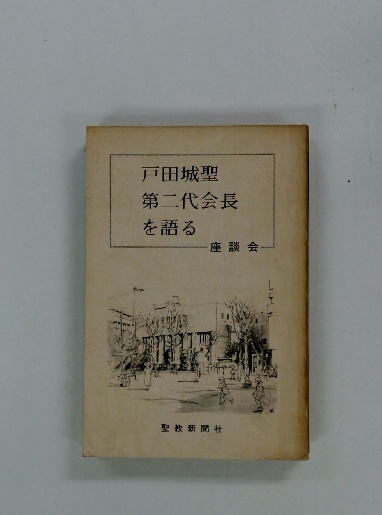 戸田城聖
第二代会長
を語る
座談会
聖教新聞社